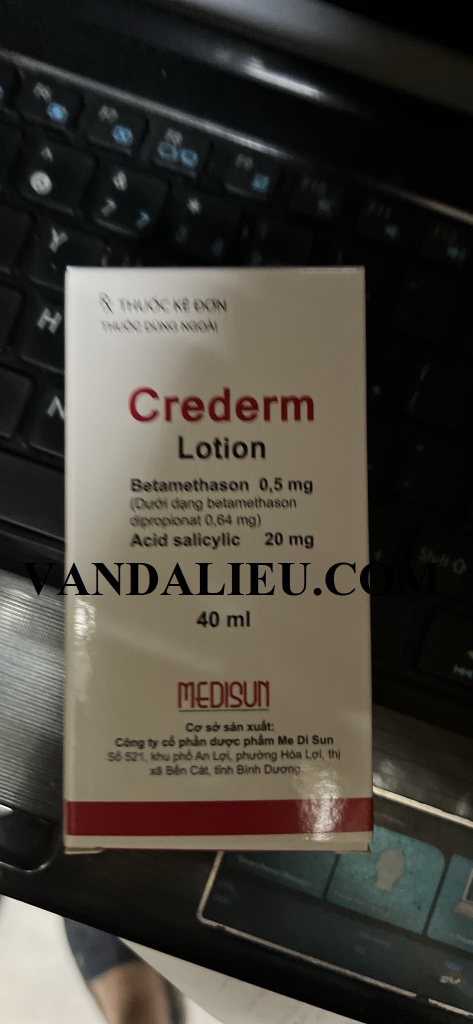 ℞ THUỐC KÊ ĐƠN
THUỐC DÙNG NGOÀI
Crederm
Lotion
Betamethason 0,5 mg
(Dưới dạng betamethason
dipropionat 0,64 mg)
Acid salicylic 20 mg
VANDALIEU.COM
40 ml
MEDISUN
Cơ sở sản xuất:
Công ty cổ phần dược phẩm Me Di Sun
Số 521, khu phố An Lợi, phường Hòa Lợi, thị
xã Bến Cát, tỉnh Bình Dương
Y
H
N
Shift